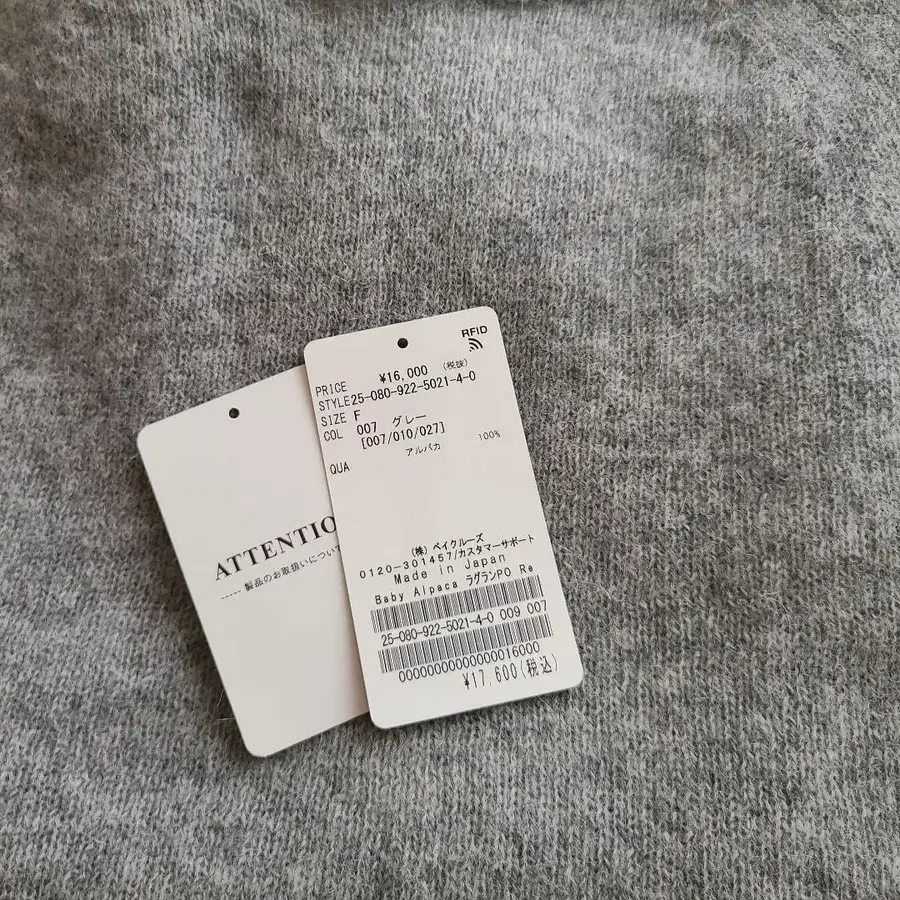 RFID
PRICE ¥16,000 (税抜)
STYLE 25-080-922-5021-4-0
SIZE F
COL 007 グレー
[007/010/027]
QUA アルパカ 100%
(株) ベイクルーズ
0120-301457/カスタマーサポート
Made in Japan
Baby Alpaca ラグランPO Re
25-080-922-5021-4-0 009 007
0000000000000016000
¥17,600(税込)
ATTENTIO
----- 製品のお取扱いについて